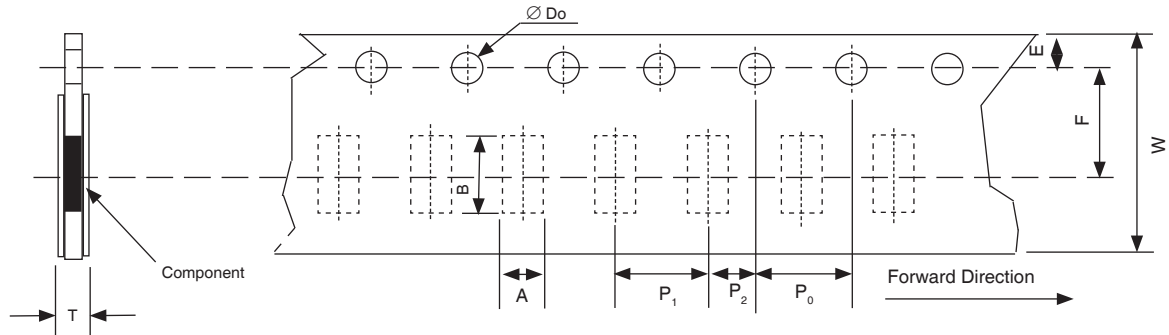 ∅ Do
E
F
W
B
Component
T
A
P₁
P₂
P₀
Forward Direction